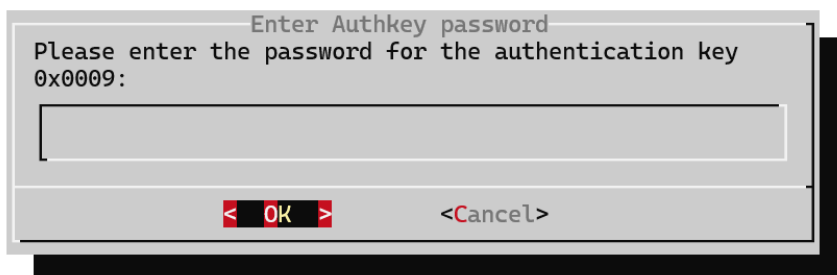 Enter Authkey password
Please enter the password for the authentication key
0x0009:
< OK > <Cancel>